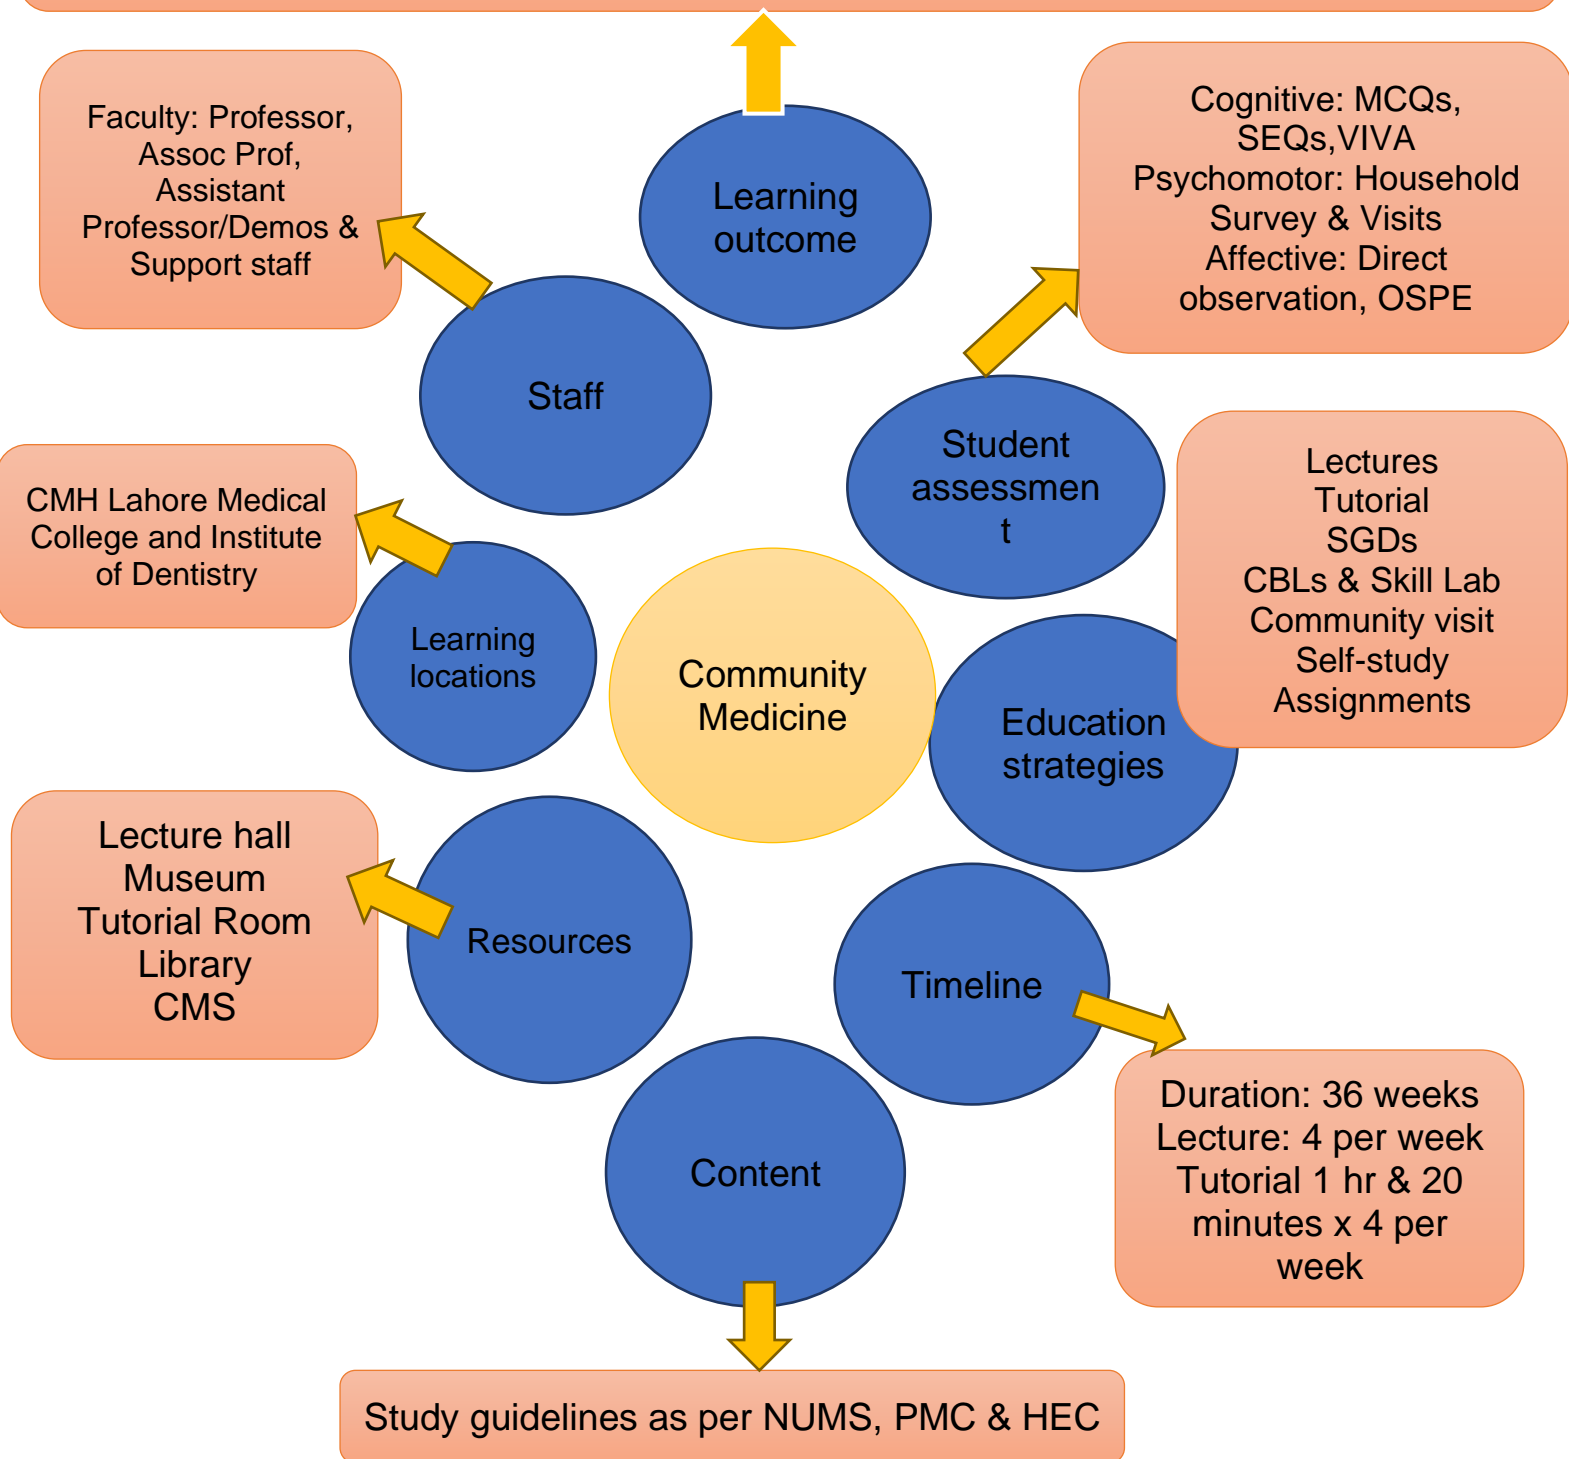 Faculty: Professor,
Assoc Prof,
Assistant
Professor/Demos &
Support staff
Learning
outcome
Cognitive: MCQs,
SEQs,VIVA
Psychomotor: Household
Survey & Visits
Affective: Direct
observation, OSPE
Staff
Student
assessmen
t
CMH Lahore Medical
College and Institute
of Dentistry
Learning
locations
Community
Medicine
Lectures
Tutorial
SGDs
CBLs & Skill Lab
Community visit
Self-study
Assignments
Education
strategies
Lecture hall
Museum
Tutorial Room
Library
CMS
Resources
Timeline
Duration: 36 weeks
Lecture: 4 per week
Tutorial 1 hr & 20
minutes x 4 per
week
Content
Study guidelines as per NUMS, PMC & HEC